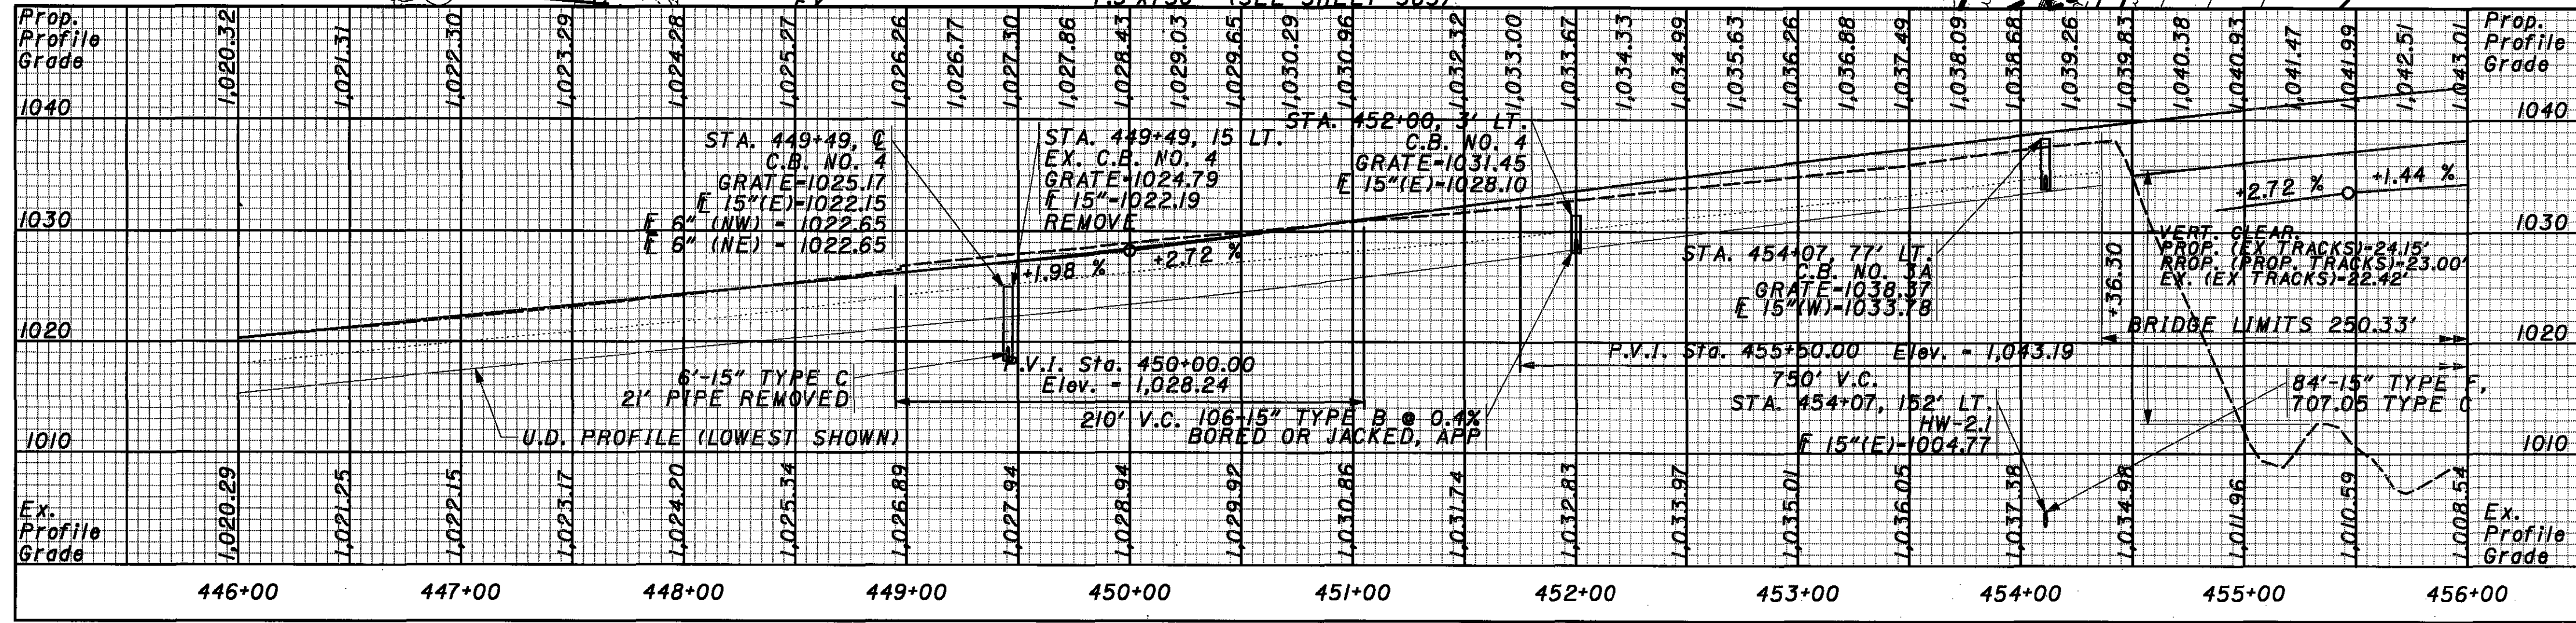 1.5'x150' (SEE SHEET 385)
Prop.
Profile
Grade
1,020.32
1,021.31
1,022.30
1,023.29
1,024.28
1,025.27
1,026.26
1,026.77
1,027.30
1,027.86
1,028.43
1,029.03
1,029.65
1,030.29
1,030.96
1,032.32
1,033.00
1,033.67
1,034.33
1,034.99
1,035.63
1,036.26
1,036.88
1,037.49
1,038.09
1,038.68
1,039.26
1,039.83
1,040.38
1,040.93
1,041.47
1,041.99
1,042.51
1,043.01
Prop.
Profile
Grade
1040
1040
STA. 449+49, ℄
C.B. NO. 4
GRATE=1025.17
℄ 15"(E)=1022.15
℄ 6" (NW) = 1022.65
℄ 6" (NE) = 1022.65
STA. 449+49, 15 LT.
EX. C.B. NO. 4
GRATE=1024.79
℄ 15"=1022.19
REMOVE
STA. 452+00, 3' LT.
C.B. NO. 4
GRATE=1031.45
℄ 15"(E)=1028.10
1030
1030
+1.98 %
+2.72 %
+2.72 %
+1.44 %
STA. 454+07, 77' LT.
C.B. NO. 3A
GRATE=1038.37
℄ 15"(W)=1033.78
VERT. CLEAR.
PROP. (EX TRACKS)=24.15'
PROP. (PROP. TRACKS)=23.00'
EX. (EX TRACKS)=22.42'
+36.30
BRIDGE LIMITS 250.33'
1020
1020
6'-15" TYPE C
21' PIPE REMOVED
P.V.I. Sta. 450+00.00
Elev. = 1,028.24
P.V.I. Sta. 455+50.00 Elev. = 1,043.19
750' V.C.
STA. 454+07, 152' LT.
HW-2.1
℄ 15"(E)=1004.77
84'-15" TYPE F,
707.05 TYPE C
210' V.C.
106-15" TYPE B @ 0.4%
BORED OR JACKED, APP
U.D. PROFILE (LOWEST SHOWN)
1010
1010
Ex.
Profile
Grade
1,020.29
1,021.25
1,022.15
1,023.17
1,024.20
1,025.34
1,026.89
1,027.94
1,028.94
1,029.92
1,030.86
1,031.74
1,032.83
1,033.97
1,035.01
1,036.05
1,037.38
1,034.98
1,011.96
1,010.59
1,008.54
Ex.
Profile
Grade
446+00
447+00
448+00
449+00
450+00
451+00
452+00
453+00
454+00
455+00
456+00